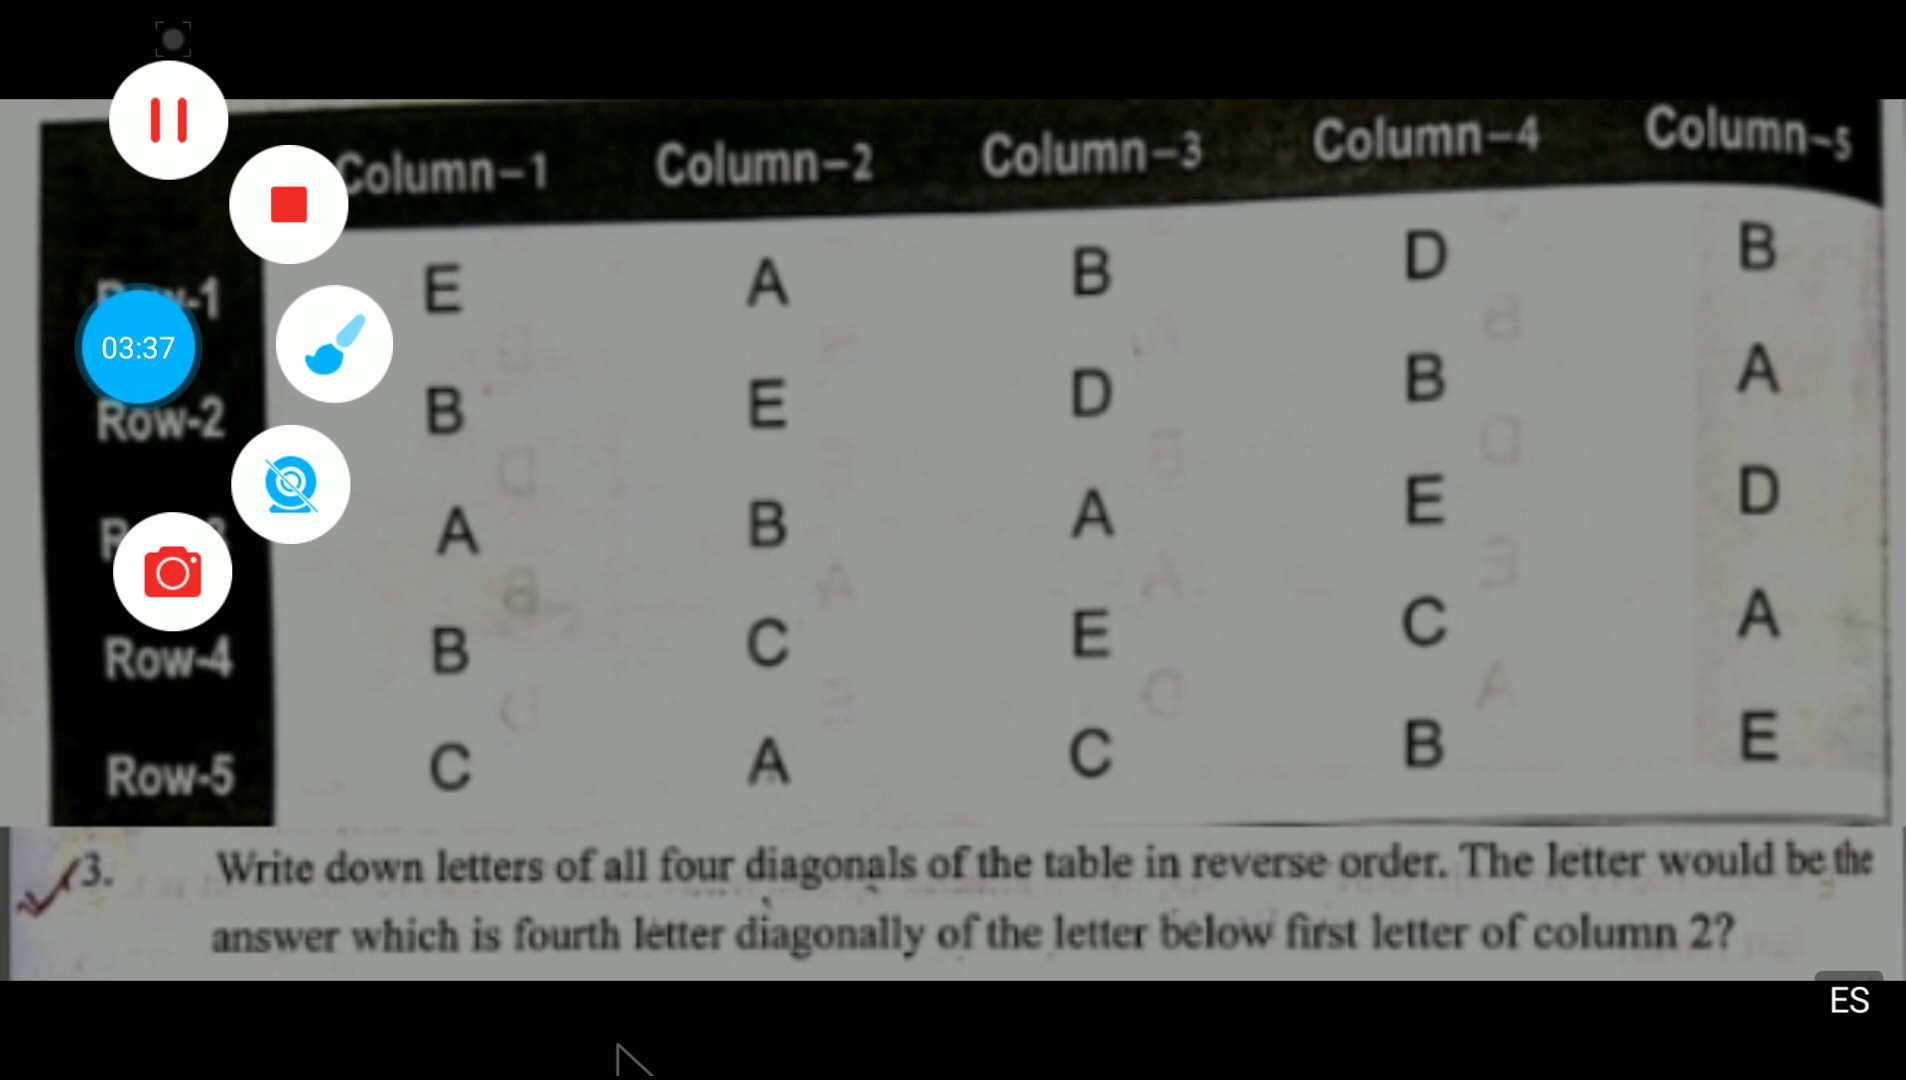 Column-1 Column-2 Column-3 Column-4 Column-5
E A B D B
03:37
Row-2 B E D B A
A B A E D
Row-4 B C E C A
Row-5 C A C B E
3. Write down letters of all four diagonals of the table in reverse order. The letter would be the
answer which is fourth letter diagonally of the letter below first letter of column 2?
ES